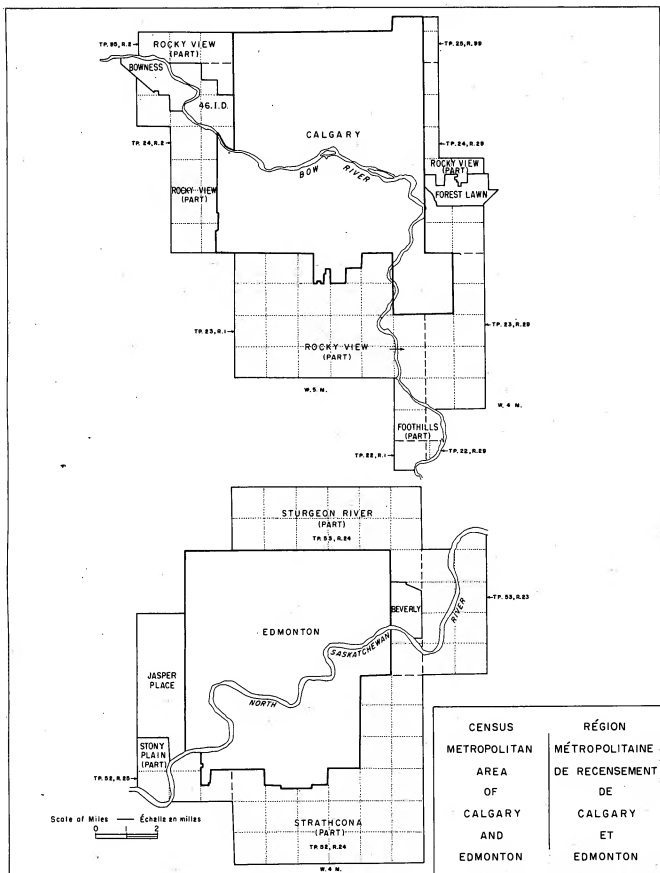 TP. 25, R.2
ROCKY VIEW
(PART)
BOWNESS
46. I.D.
TP. 25, R. 29
CALGARY
TP. 24, R.2
TP. 24, R. 29
BOW RIVER
ROCKY VIEW
(PART)
FOREST LAWN
ROCKY VIEW
(PART)
TP. 23, R.1
TP. 23, R.29
ROCKY VIEW
(PART)
W. 5 M.
W. 4 M.
FOOTHILLS
(PART)
TP. 22, R.1
TP. 22, R.29
STURGEON RIVER
(PART)
TP. 53, R.24
TP. 53, R.23
BEVERLY
EDMONTON
NORTH SASKATCHEWAN RIVER
JASPER
PLACE
STONY
PLAIN
(PART)
TP. 52, R.25
Scale of Miles — Échelle en milles
0 1 2
STRATHCONA
(PART)
TP. 52, R.24
W. 4 M.
CENSUS
METROPOLITAN
AREA
OF
CALGARY
AND
EDMONTON
RÉGION
MÉTROPOLITAINE
DE RECENSEMENT
DE
CALGARY
ET
EDMONTON